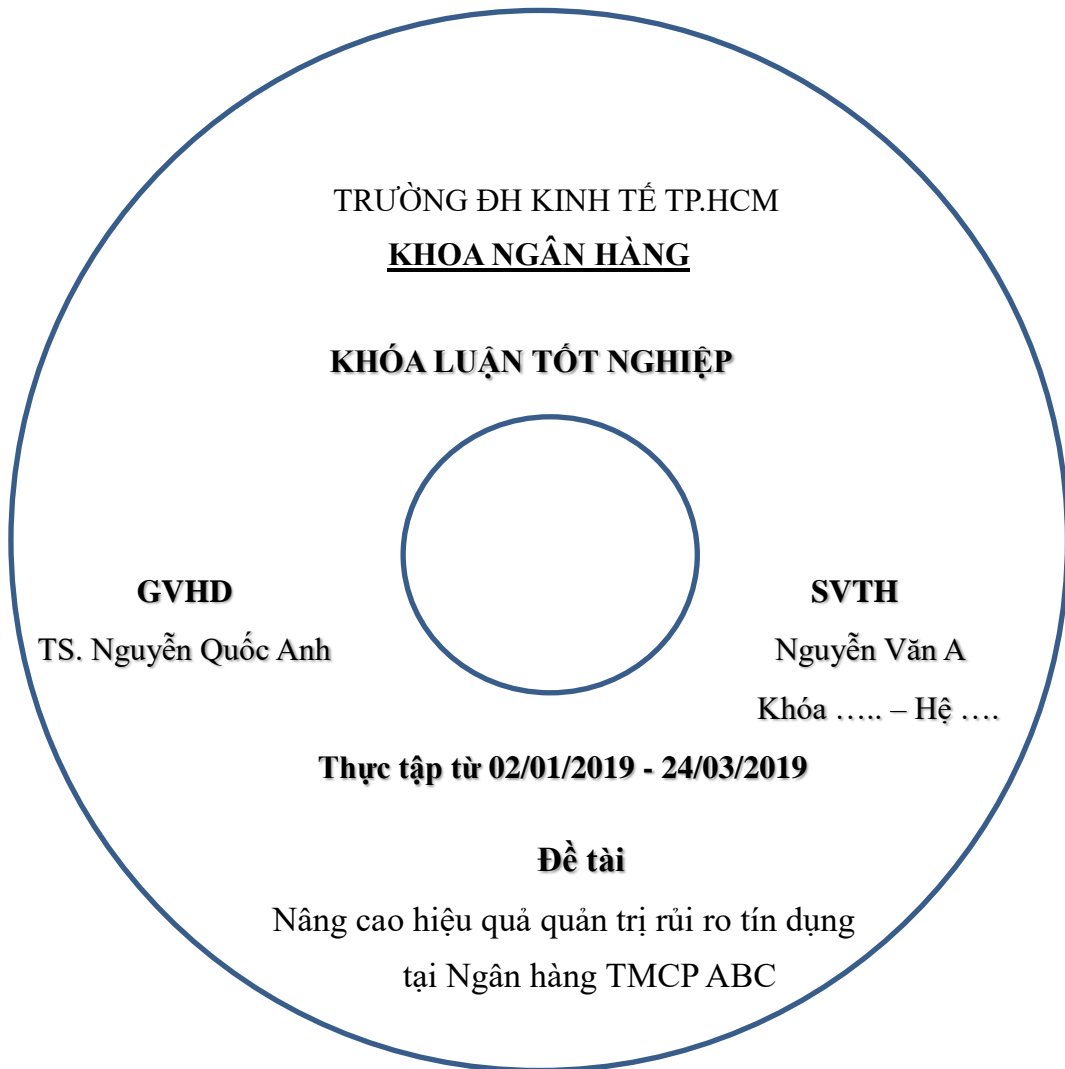 TRƯỜNG ĐH KINH TẾ TP.HCM
KHOA NGÂN HÀNG
KHÓA LUẬN TỐT NGHIỆP
GVHD
TS. Nguyễn Quốc Anh
SVTH
Nguyễn Văn A
Khóa ….. – Hệ ….
Thực tập từ 02/01/2019 - 24/03/2019
Đề tài
Nâng cao hiệu quả quản trị rủi ro tín dụng
tại Ngân hàng TMCP ABC